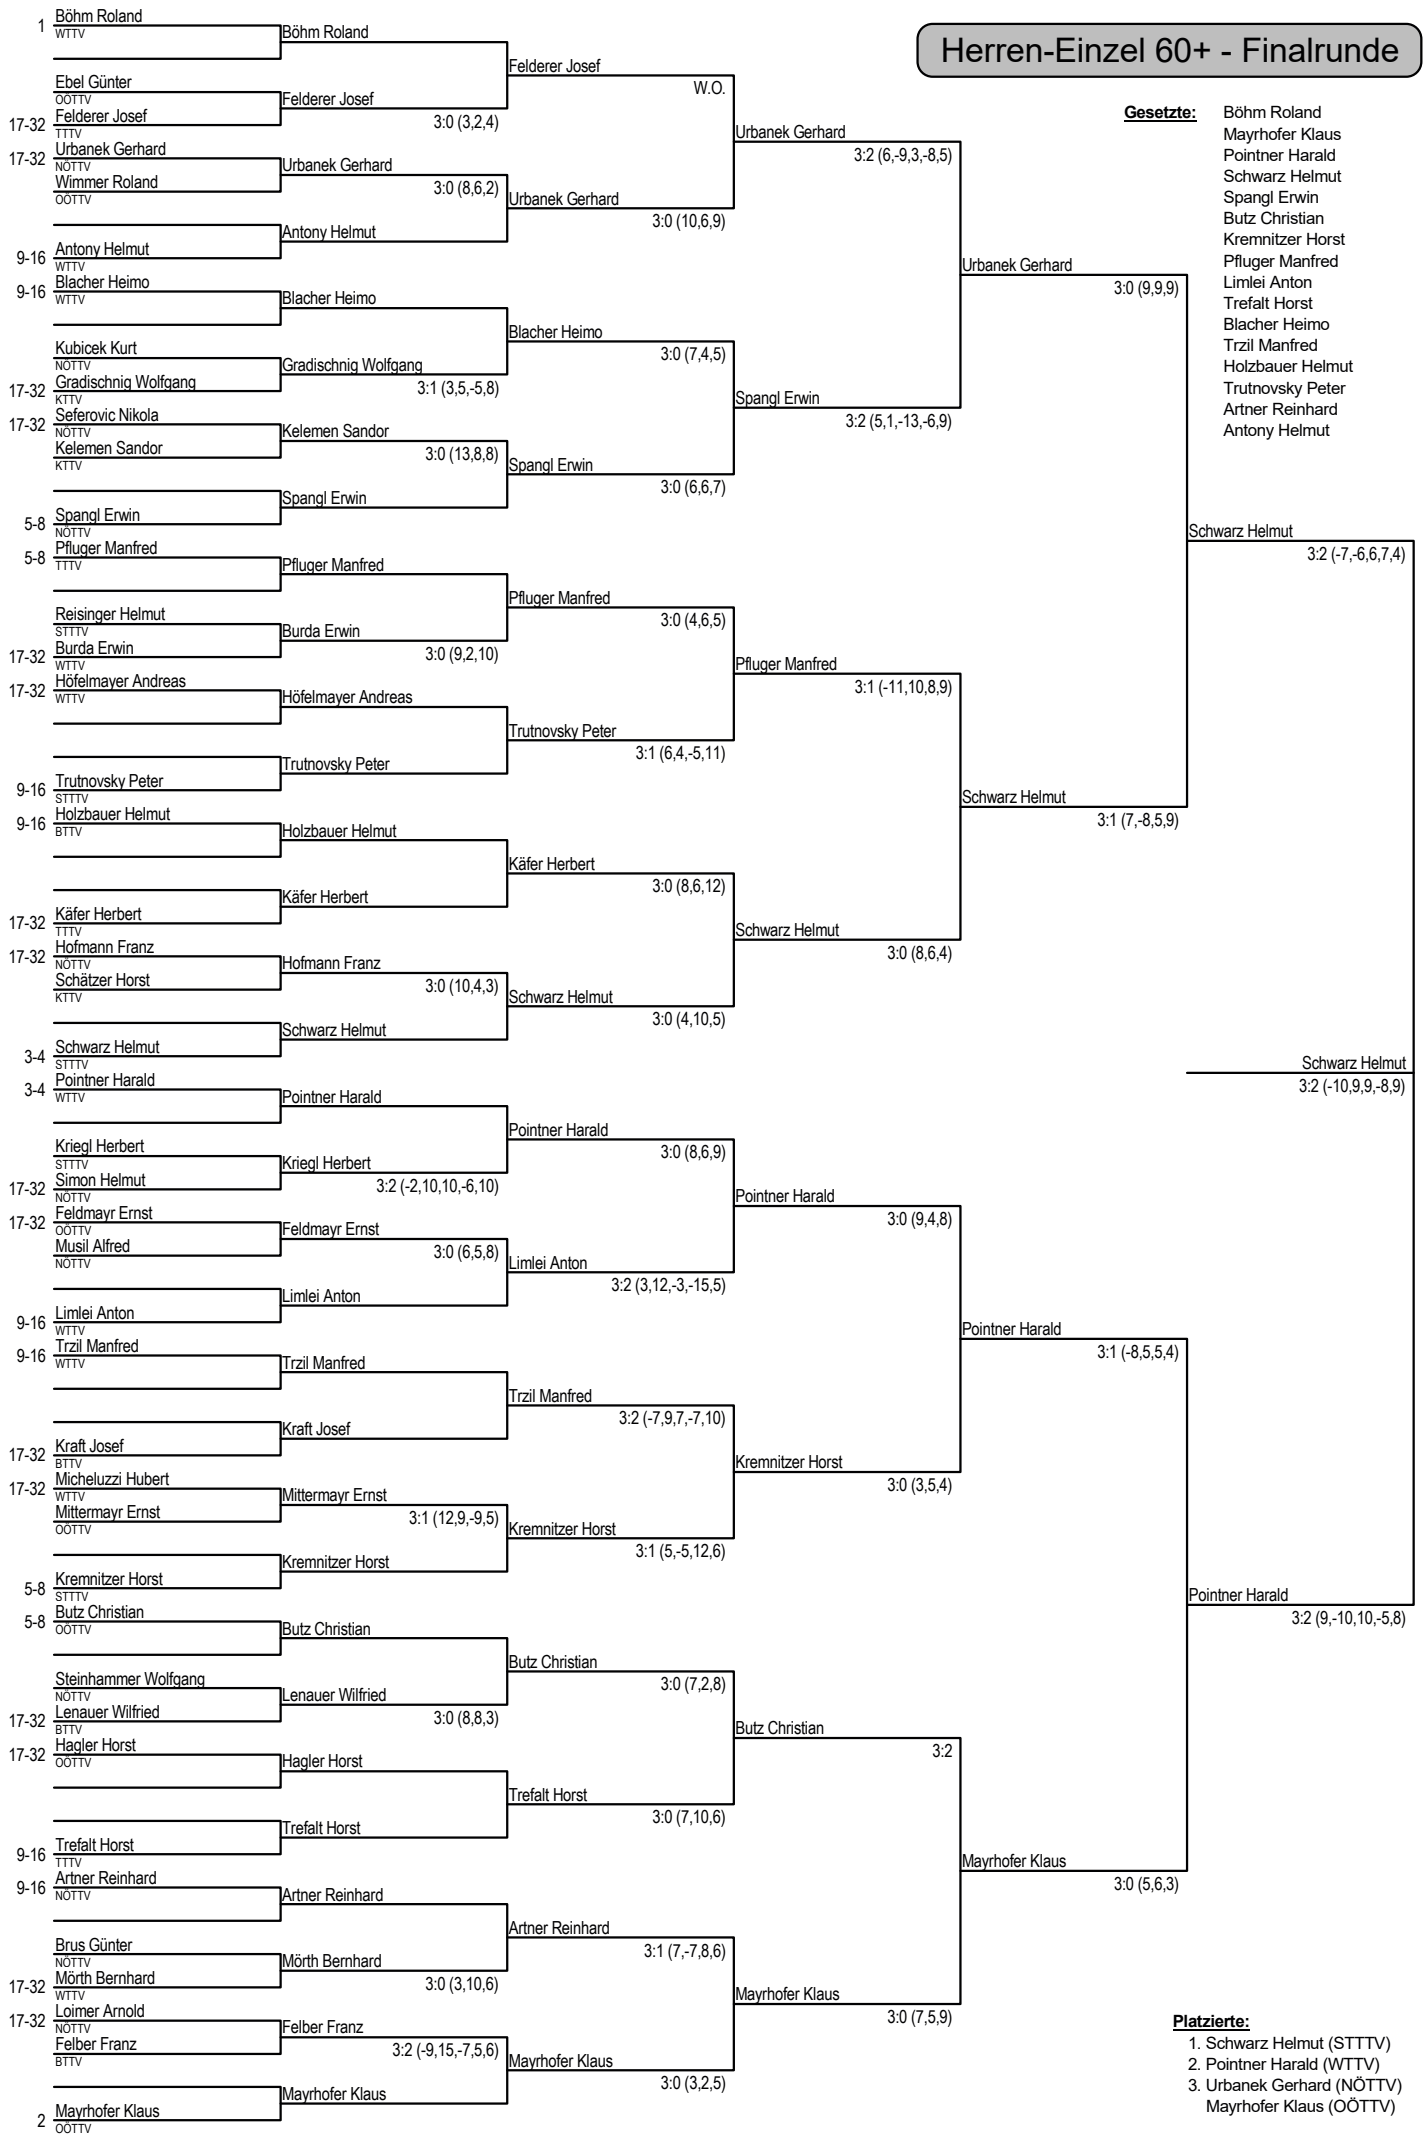 Herren-Einzel 60+ - Finalrunde
Gesetzte:
Böhm Roland
Mayrhofer Klaus
Pointner Harald
Schwarz Helmut
Spangl Erwin
Butz Christian
Kremnitzer Horst
Pfluger Manfred
Limlei Anton
Trefalt Horst
Blacher Heimo
Trzil Manfred
Holzbauer Helmut
Trutnovsky Peter
Artner Reinhard
Antony Helmut
1 Böhm Roland
WTTV
Ebel Günter
OÖTTV
17-32 Felderer Josef
TTTV
17-32 Urbanek Gerhard
NÖTTV
Wimmer Roland
OÖTTV
9-16 Antony Helmut
WTTV
9-16 Blacher Heimo
WTTV
Kubicek Kurt
NÖTTV
17-32 Gradischnig Wolfgang
KTTV
17-32 Seferovic Nikola
NÖTTV
Kelemen Sandor
KTTV
5-8 Spangl Erwin
NÖTTV
5-8 Pfluger Manfred
TTTV
Reisinger Helmut
STTTV
17-32 Burda Erwin
WTTV
17-32 Höfelmayer Andreas
WTTV
9-16 Trutnovsky Peter
STTTV
9-16 Holzbauer Helmut
BTTV
17-32 Käfer Herbert
TTTV
17-32 Hofmann Franz
NÖTTV
Schätzer Horst
KTTV
3-4 Schwarz Helmut
STTTV
3-4 Pointner Harald
WTTV
Kriegl Herbert
STTTV
17-32 Simon Helmut
NÖTTV
17-32 Feldmayr Ernst
OÖTTV
Musil Alfred
NÖTTV
9-16 Limlei Anton
WTTV
9-16 Trzil Manfred
WTTV
17-32 Kraft Josef
BTTV
17-32 Micheluzzi Hubert
WTTV
Mittermayr Ernst
OÖTTV
5-8 Kremnitzer Horst
STTTV
5-8 Butz Christian
OÖTTV
Steinhammer Wolfgang
NÖTTV
17-32 Lenauer Wilfried
BTTV
17-32 Hagler Horst
OÖTTV
9-16 Trefalt Horst
TTTV
9-16 Artner Reinhard
NÖTTV
Brus Günter
NÖTTV
17-32 Mörth Bernhard
WTTV
17-32 Loimer Arnold
NÖTTV
Felber Franz
BTTV
2 Mayrhofer Klaus
OÖTTV
Böhm Roland
Felderer Josef
3:0 (3,2,4)
Urbanek Gerhard
3:0 (8,6,2)
Antony Helmut
Blacher Heimo
Gradischnig Wolfgang
3:1 (3,5,-5,8)
Kelemen Sandor
3:0 (13,8,8)
Spangl Erwin
Pfluger Manfred
Burda Erwin
3:0 (9,2,10)
Höfelmayer Andreas
Trutnovsky Peter
Holzbauer Helmut
Käfer Herbert
Hofmann Franz
3:0 (10,4,3)
Schwarz Helmut
Pointner Harald
Kriegl Herbert
3:2 (-2,10,10,-6,10)
Feldmayr Ernst
3:0 (6,5,8)
Limlei Anton
Trzil Manfred
Kraft Josef
Mittermayr Ernst
3:1 (12,9,-9,5)
Kremnitzer Horst
Butz Christian
Lenauer Wilfried
3:0 (8,8,3)
Hagler Horst
Trefalt Horst
Artner Reinhard
Mörth Bernhard
3:0 (3,10,6)
Felber Franz
3:2 (-9,15,-7,5,6)
Mayrhofer Klaus
Felderer Josef
W.O.
Urbanek Gerhard
3:0 (10,6,9)
Blacher Heimo
3:0 (7,4,5)
Spangl Erwin
3:0 (6,6,7)
Pfluger Manfred
3:0 (4,6,5)
Trutnovsky Peter
3:1 (6,4,-5,11)
Käfer Herbert
3:0 (8,6,12)
Schwarz Helmut
3:0 (4,10,5)
Pointner Harald
3:0 (8,6,9)
Limlei Anton
3:2 (3,12,-3,-15,5)
Trzil Manfred
3:2 (-7,9,7,-7,10)
Kremnitzer Horst
3:1 (5,-5,12,6)
Butz Christian
3:0 (7,2,8)
Trefalt Horst
3:0 (7,10,6)
Artner Reinhard
3:1 (7,-7,8,6)
Mayrhofer Klaus
3:0 (3,2,5)
Urbanek Gerhard
3:2 (6,-9,3,-8,5)
Spangl Erwin
3:2 (5,1,-13,-6,9)
Pfluger Manfred
3:1 (-11,10,8,9)
Schwarz Helmut
3:0 (8,6,4)
Pointner Harald
3:0 (9,4,8)
Kremnitzer Horst
3:0 (3,5,4)
Butz Christian
3:2
Mayrhofer Klaus
3:0 (7,5,9)
Urbanek Gerhard
3:0 (9,9,9)
Schwarz Helmut
3:1 (7,-8,5,9)
Pointner Harald
3:1 (-8,5,5,4)
Mayrhofer Klaus
3:0 (5,6,3)
Schwarz Helmut
3:2 (-7,-6,6,7,4)
Pointner Harald
3:2 (9,-10,10,-5,8)
Schwarz Helmut
3:2 (-10,9,9,-8,9)
Platzierte:
1. Schwarz Helmut (STTTV)
2. Pointner Harald (WTTV)
3. Urbanek Gerhard (NÖTTV)
Mayrhofer Klaus (OÖTTV)